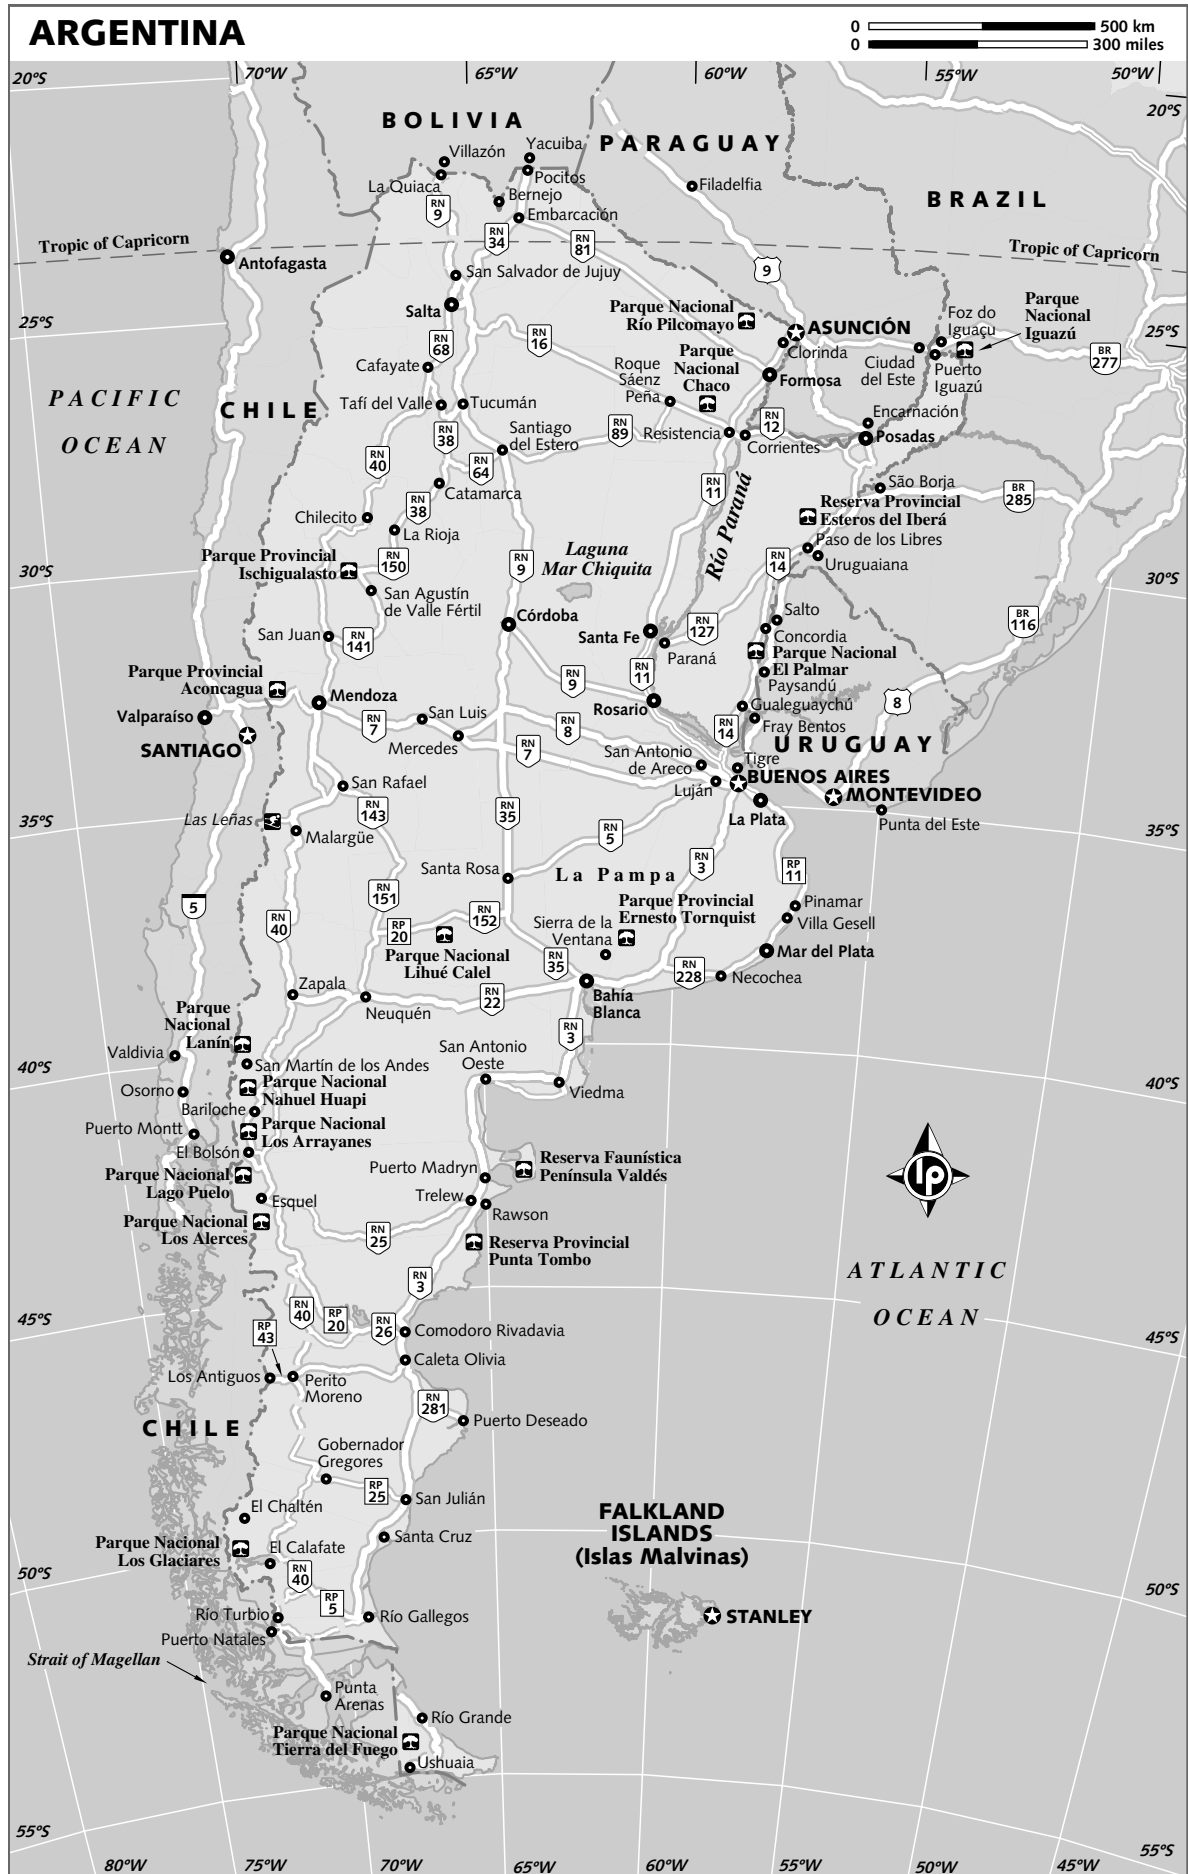 ARGENTINA
0 500 km
0 300 miles
20°S
70°W
65°W
60°W
55°W
50°W
20°S
BOLIVIA
PARAGUAY
BRAZIL
Villazón
Yacuiba
La Quiaca
Pocitos
Filadelfia
Bernejo
RN 9
Embarcación
RN 34
RN 81
Tropic of Capricorn
Tropic of Capricorn
Antofagasta
San Salvador de Jujuy
9
Salta
Parque Nacional
Río Pilcomayo
ASUNCIÓN
Foz do
Iguaçu
Parque
Nacional
Iguazú
25°S
25°S
RN 68
RN 16
Clorinda
Ciudad
del Este
Puerto
Iguazú
BR 277
Cafayate
Roque
Sáenz
Peña
Parque
Nacional
Chaco
Formosa
PACIFIC
OCEAN
CHILE
Tafí del Valle
Tucumán
Encarnación
RN 12
RN 38
Santiago
del Estero
RN 89
Resistencia
Corrientes
Posadas
RN 40
RN 64
Catamarca
RN 11
Río Paraná
São Borja
BR 285
Chilecito
RN 38
La Rioja
Reserva Provincial
Esteros del Iberá
Parque Provincial
Ischigualasto
RN 150
RN 9
Laguna
Mar Chiquita
Paso de los Libres
Uruguaiana
RN 14
30°S
30°S
San Agustín
de Valle Fértil
Córdoba
Salto
Concordia
BR 116
San Juan
RN 141
Santa Fe
RN 127
Paraná
Parque Nacional
El Palmar
Parque Provincial
Aconcagua
RN 9
RN 11
Paysandú
Mendoza
Rosario
Gualeguaychú
8
Valparaíso
San Luis
RN 7
RN 8
RN 14
Fray Bentos
SANTIAGO
Mercedes
RN 7
URUGUAY
San Antonio
de Areco
Tigre
Luján
BUENOS AIRES
San Rafael
MONTEVIDEO
La Plata
Punta del Este
Las Leñas
RN 143
Malargüe
RN 35
RN 5
35°S
35°S
RN 3
RP 11
Santa Rosa
La Pampa
RN 151
Parque Provincial
Ernesto Tornquist
Pinamar
Villa Gesell
5
RN 40
RP 20
RN 152
Sierra de la
Ventana
Parque Nacional
Lihué Calel
RN 35
Mar del Plata
RN 228
Necochea
Zapala
Neuquén
RN 22
Bahía
Blanca
Parque
Nacional
Lanín
RN 3
Valdivia
San Martín de los Andes
San Antonio
Oeste
40°S
40°S
Osorno
Parque Nacional
Nahuel Huapi
Viedma
Bariloche
Puerto Montt
Parque Nacional
Los Arrayanes
El Bolsón
Parque Nacional
Lago Puelo
Puerto Madryn
Reserva Faunística
Península Valdés
lp
Esquel
Trelew
Rawson
Parque Nacional
Los Alerces
RN 25
Reserva Provincial
Punta Tombo
ATLANTIC
OCEAN
RN 3
RN 40
RP 20
RN 26
45°S
45°S
RP 43
Comodoro Rivadavia
Caleta Olivia
Los Antiguos
Perito
Moreno
RN 281
Puerto Deseado
CHILE
Gobernador
Gregores
RP 25
San Julián
El Chaltén
Santa Cruz
FALKLAND
ISLANDS
(Islas Malvinas)
Parque Nacional
Los Glaciares
El Calafate
50°S
50°S
RN 40
RP 5
Río Turbio
Río Gallegos
STANLEY
Puerto Natales
Strait of Magellan
Punta
Arenas
Río Grande
Parque Nacional
Tierra del Fuego
Ushuaia
55°S
55°S
80°W
75°W
70°W
65°W
60°W
55°W
50°W
45°W
40°W